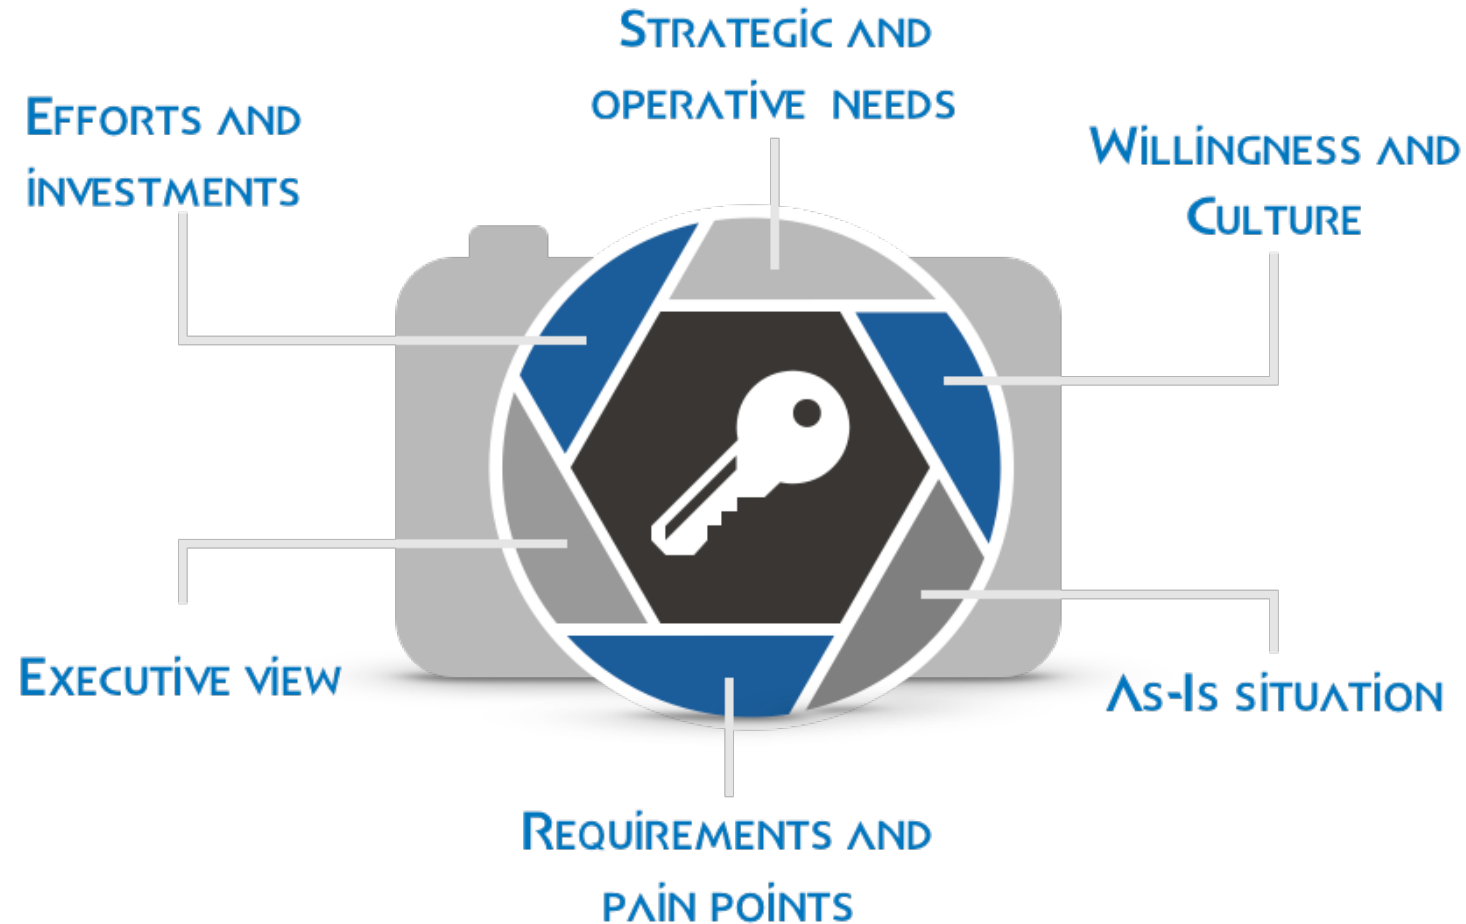 Strategic and
operative needs
Efforts and
investments
Willingness and
Culture
Executive view
As-Is situation
Requirements and
pain points